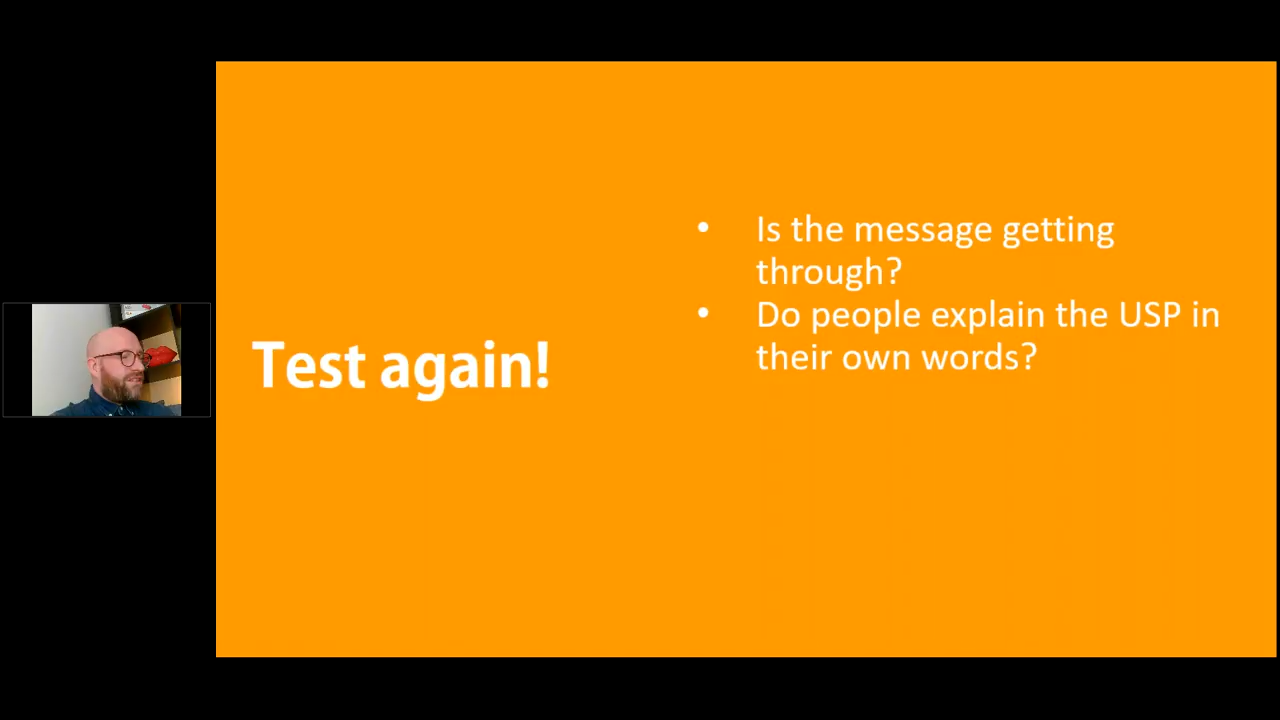 Test again!
• Is the message getting
through?
• Do people explain the USP in
their own words?